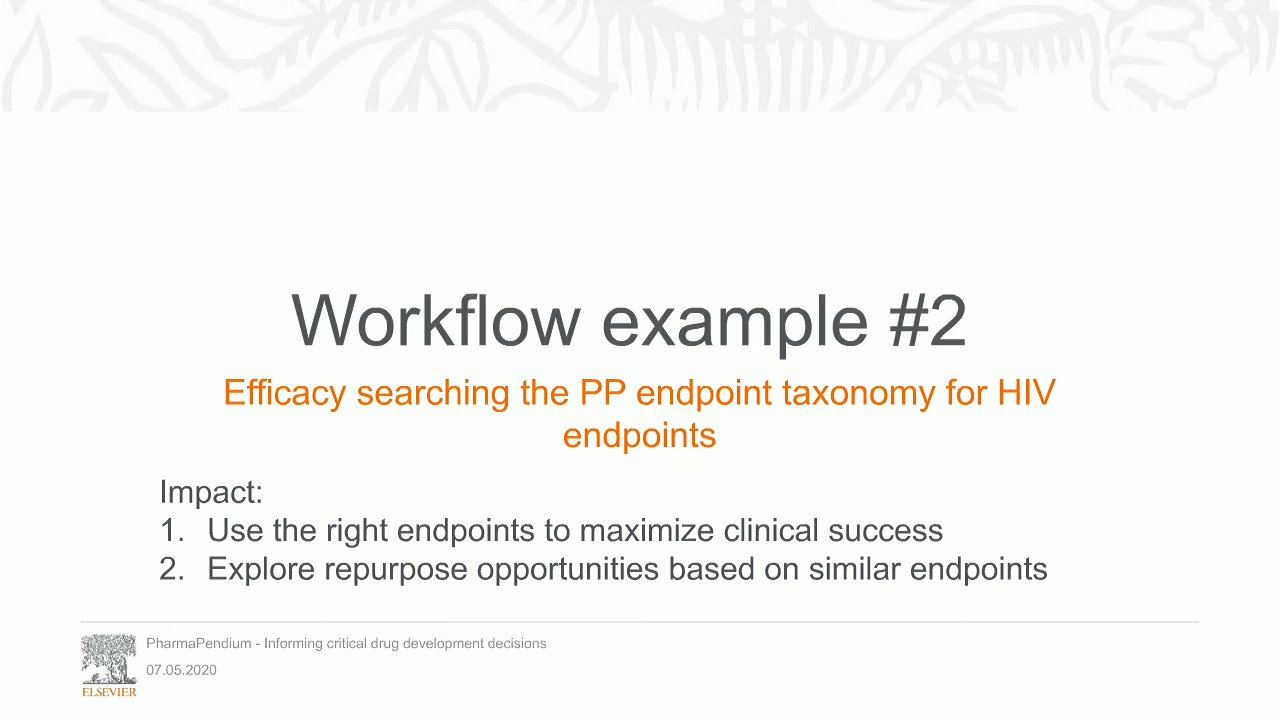 Workflow example #2
Efficacy searching the PP endpoint taxonomy for HIV
endpoints
Impact:
1. Use the right endpoints to maximize clinical success
2. Explore repurpose opportunities based on similar endpoints
PharmaPendium - Informing critical drug development decisions
07.05.2020
ELSEVIER